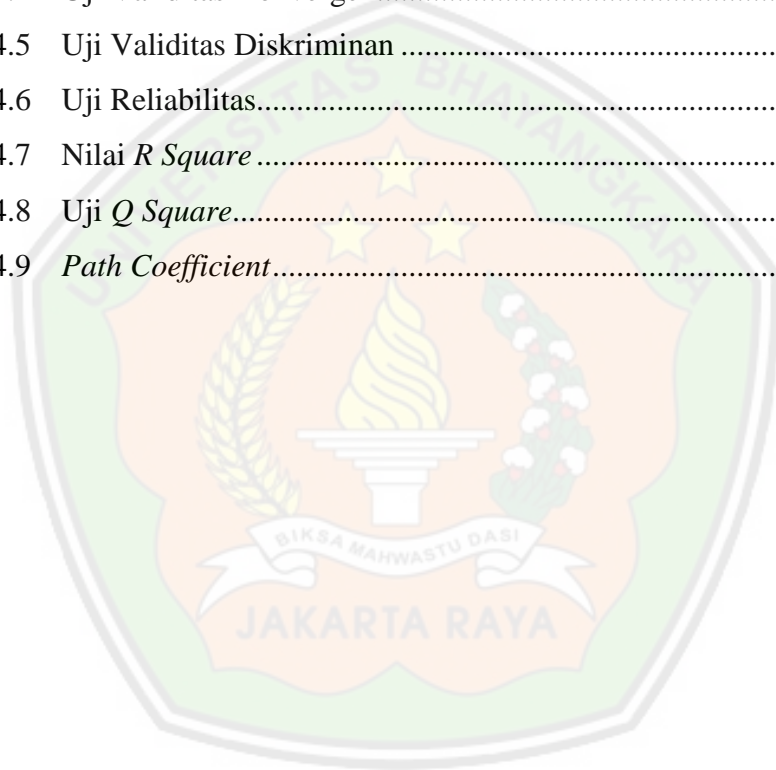 4.5 Uji Validitas Diskriminan ........................................................
4.6 Uji Reliabilitas..........................................................................
4.7 Nilai R Square ..........................................................................
4.8 Uji Q Square.............................................................................
4.9 Path Coefficient........................................................................
UNIVERSITAS BHAYANGKARA
BIKSA MAHWASTU DASI
JAKARTA RAYA